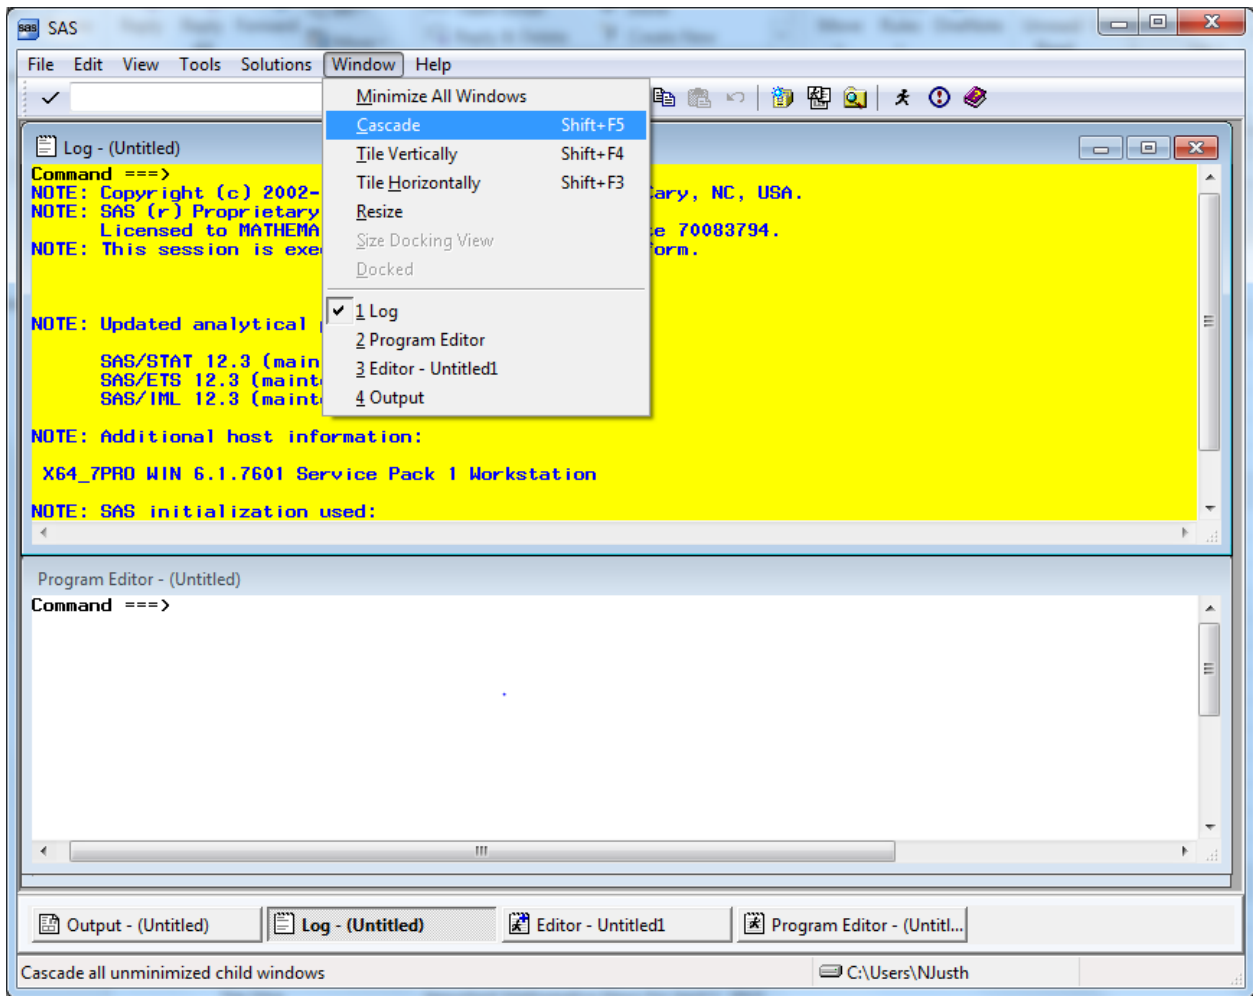 SAS
File Edit View Tools Solutions Window Help
Minimize All Windows
Cascade Shift+F5
Tile Vertically Shift+F4
Tile Horizontally Shift+F3
Resize
Size Docking View
Docked
1 Log
2 Program Editor
3 Editor - Untitled1
4 Output
Log - (Untitled)
Command ===>
NOTE: Copyright (c) 2002- Cary, NC, USA.
NOTE: SAS (r) Proprietary
Licensed to MATHEMA e 70083794.
NOTE: This session is exe orm.
NOTE: Updated analytical
SAS/STAT 12.3 (main
SAS/ETS 12.3 (maint
SAS/IML 12.3 (maint
NOTE: Additional host information:
X64_7PRO WIN 6.1.7601 Service Pack 1 Workstation
NOTE: SAS initialization used:
Program Editor - (Untitled)
Command ===>
Output - (Untitled) Log - (Untitled) Editor - Untitled1 Program Editor - (Untitl...
Cascade all unminimized child windows C:\Users\NJusth